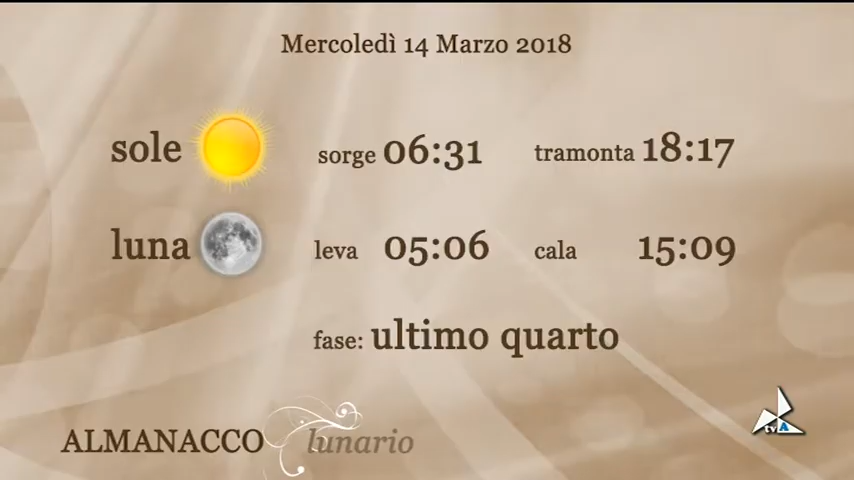 Mercoledì 14 Marzo 2018
sole sorge 06:31 tramonta 18:17
luna leva 05:06 cala 15:09
fase: ultimo quarto
ALMANACCO lunario
tvA